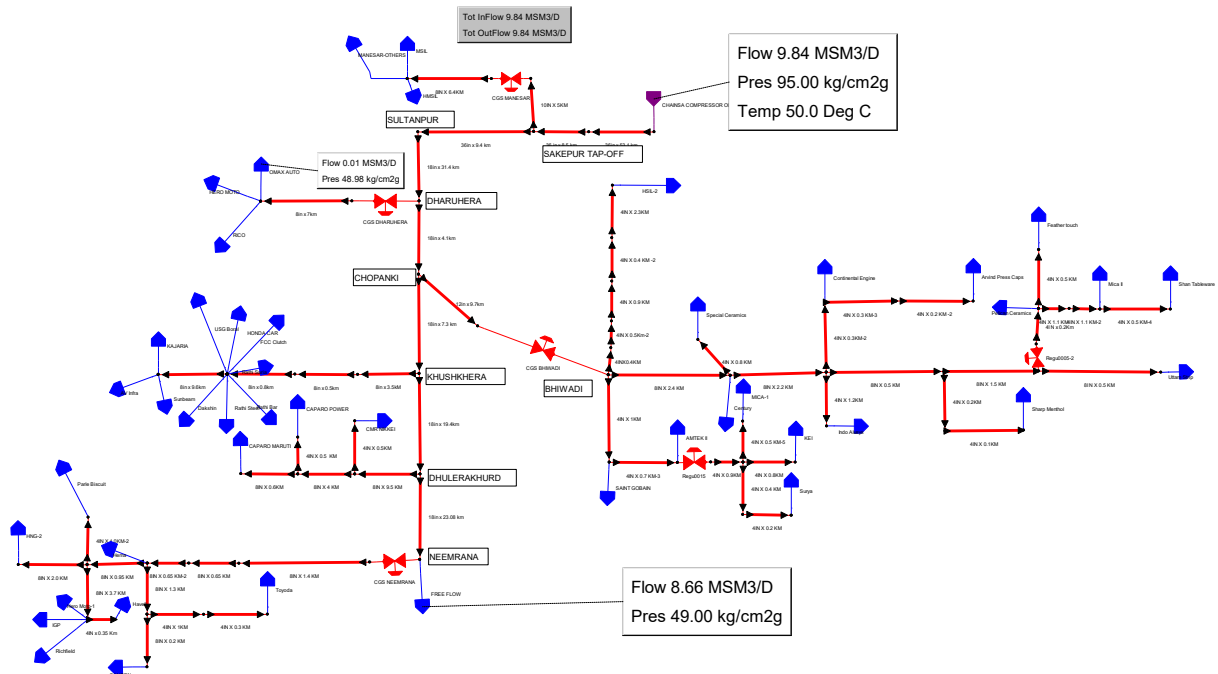 Tot InFlow 9.84 MSM3/D
Tot OutFlow 9.84 MSM3/D
Flow 9.84 MSM3/D
Pres 95.00 kg/cm2g
Temp 50.0 Deg C
MANESAR-OTHERS
MSIL
HMSIL
8IN X 6.4KM
CGS MANESAR
10IN X 5KM
CHAINSA COMPRESSOR
SULTANPUR
36in x 9.4 km
SAKEPUR TAP-OFF
18in x 31.4 km
Flow 0.01 MSM3/D
Pres 48.98 kg/cm2g
OMAX AUTO
RICO
8in x 7km
CGS DHARUHERA
DHARUHERA
18in x 4.1km
CHOPANKI
12in x 9.7km
18in x 7.3 km
CGS BHIWADI
BHIWADI
HSIL-2
4IN X 2.3KM
4IN X 0.4 KM -2
4IN X 0.9 KM
4IN X 0.5Km-2
4INX0.4KM
Special Ceramics
4IN X 0.8 KM
8IN X 2.4 KM
8IN X 2.2 KM
Century
Continental Engine
4IN X 0.3 KM-3
4IN X 0.2 KM -2
Arvind Press Caps
4IN X 0.3KM-2
8IN X 0.5 KM
8IN X 1.5 KM
8IN X 0.5 KM
4IN X 1.2KM
Feather touch
4IN X 0.5 KM
Mica II
Shan Tableware
4IN X 1.1 KM-2
4IN X 0.5 KM-4
4IN x 0.2Km
Regu0005-2
4IN X 0.2KM
4IN X 0.1KM
Sharp Menthol
4IN X 1KM
4IN X 0.7 KM-3
SAINT GOBAIN
AMTEK II
Regu0015
4IN X 0.9KM
MICA-1
4IN X 0.5 KM-5
4IN X 0.8KM
KEI
4IN X 0.4 KM
Surya
4IN X 0.2 KM
USG Boral
HONDA CAR
FCC Clutch
KAJARIA
Sunbeam
Dakshin
8in x 9.6km
8in x0.8km
8in x0.5km
8in x3.5kM
KHUSHKHERA
18in x 19.4km
CAPARO POWER
CMR NIKKEI
CAPARO MARUTI
4IN X 0.5 KM
4IN X 0.5KM
8IN X 0.6KM
8IN X 4 KM
8IN X 9.5 KM
DHULERAKHURD
18in x 23.09 km
NEEMRANA
CGS NEEMRANA
FREE FLOW
Flow 8.66 MSM3/D
Pres 49.00 kg/cm2g
Parle Biscuit
HNG-2
8IN X 2.0 KM
8IN X 0.95 KM
8IN X 0.65 KM-2
8IN X 0.65 KM
8IN X 1.4 KM
8IN X 3.7 KM
8IN X 1.3 KM
Toyoda
IGP
Richfield
4IN x0.35 Km
4IN X 1KM
4IN X 0.3 KM
8IN X 0.2 KM